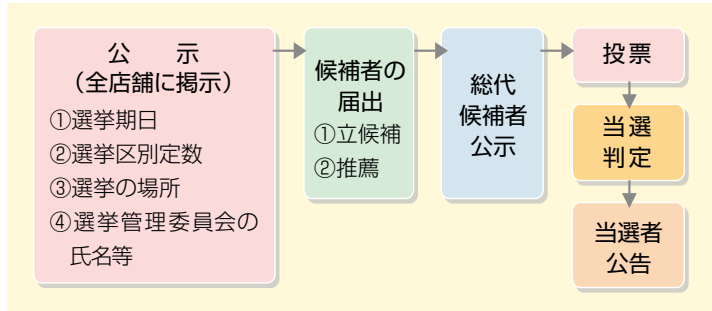 公　示
（全店舗に掲示）
①選挙期日
②選挙区別定数
③選挙の場所
④選挙管理委員会の
氏名等
候補者の
届出
①立候補
②推薦
総代
候補者
公示
投票
当選
判定
当選者
公告